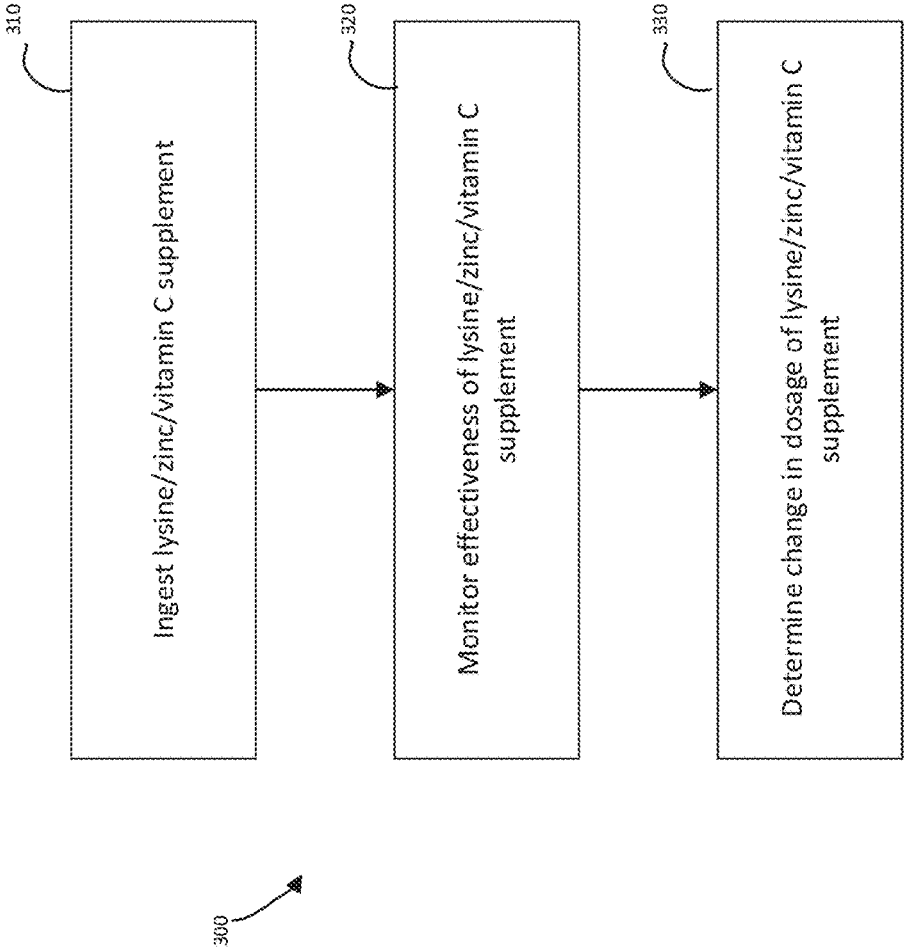 300
310
Ingest lysine/zinc/vitamin C supplement
320
Monitor effectiveness of lysine/zinc/vitamin C
supplement
330
Determine change in dosage of lysine/zinc/vitamin C
supplement